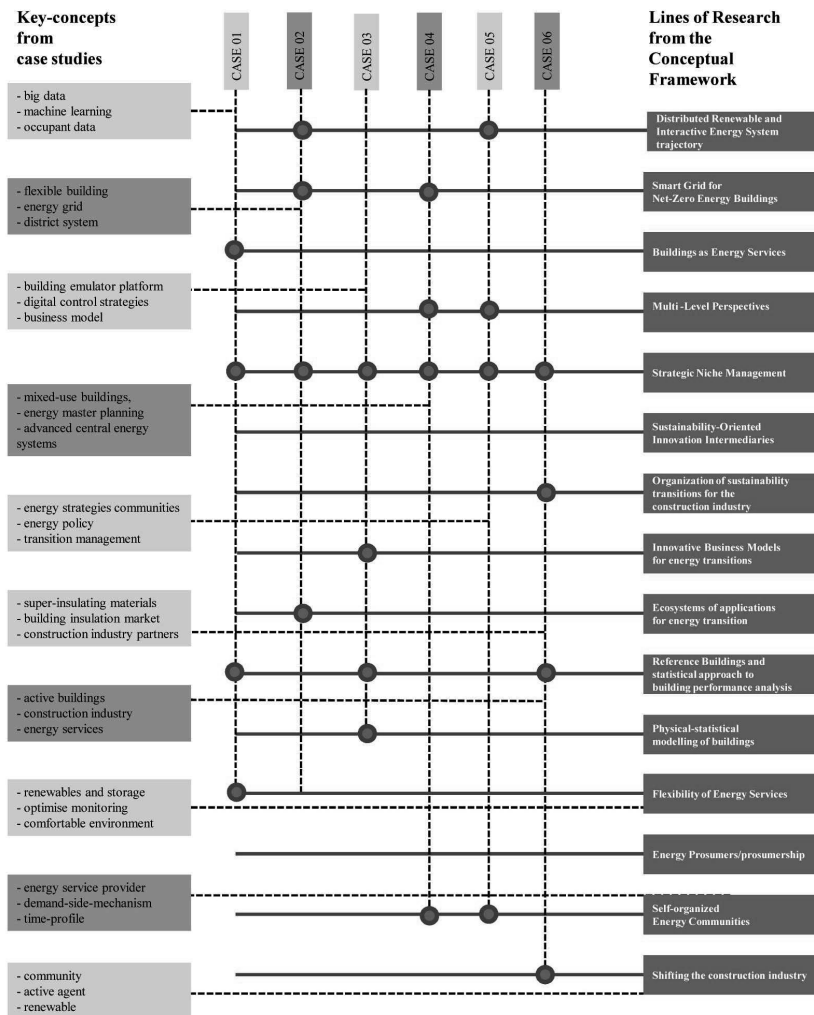 Key-concepts
from
case studies
CASE 01
CASE 02
CASE 03
CASE 04
CASE 05
CASE 06
Lines of Research
from the
Conceptual
Framework
- big data
- machine learning
- occupant data
- flexible building
- energy grid
- district system
- building emulator platform
- digital control strategies
- business model
- mixed-use buildings,
- energy master planning
- advanced central energy
systems
- energy strategies communities
- energy policy
- transition management
- super-insulating materials
- building insulation market
- construction industry partners
- active buildings
- construction industry
- energy services
- renewables and storage
- optimise monitoring
- comfortable environment
- energy service provider
- demand-side-mechanism
- time-profile
- community
- active agent
- renewable
Distributed Renewable and
Interactive Energy System
trajectory
Smart Grid for
Net-Zero Energy Buildings
Buildings as Energy Services
Multi -Level Perspectives
Strategic Niche Management
Sustainability-Oriented
Innovation Intermediaries
Organization of sustainability
transitions for the
construction industry
Innovative Business Models
for energy transitions
Ecosystems of applications
for energy transition
Reference Buildings and
statistical approach to
building performance analysis
Physical-statistical
modelling of buildings
Flexibility of Energy Services
Energy Prosumers/prosumership
Self-organized
Energy Communities
Shifting the construction industry